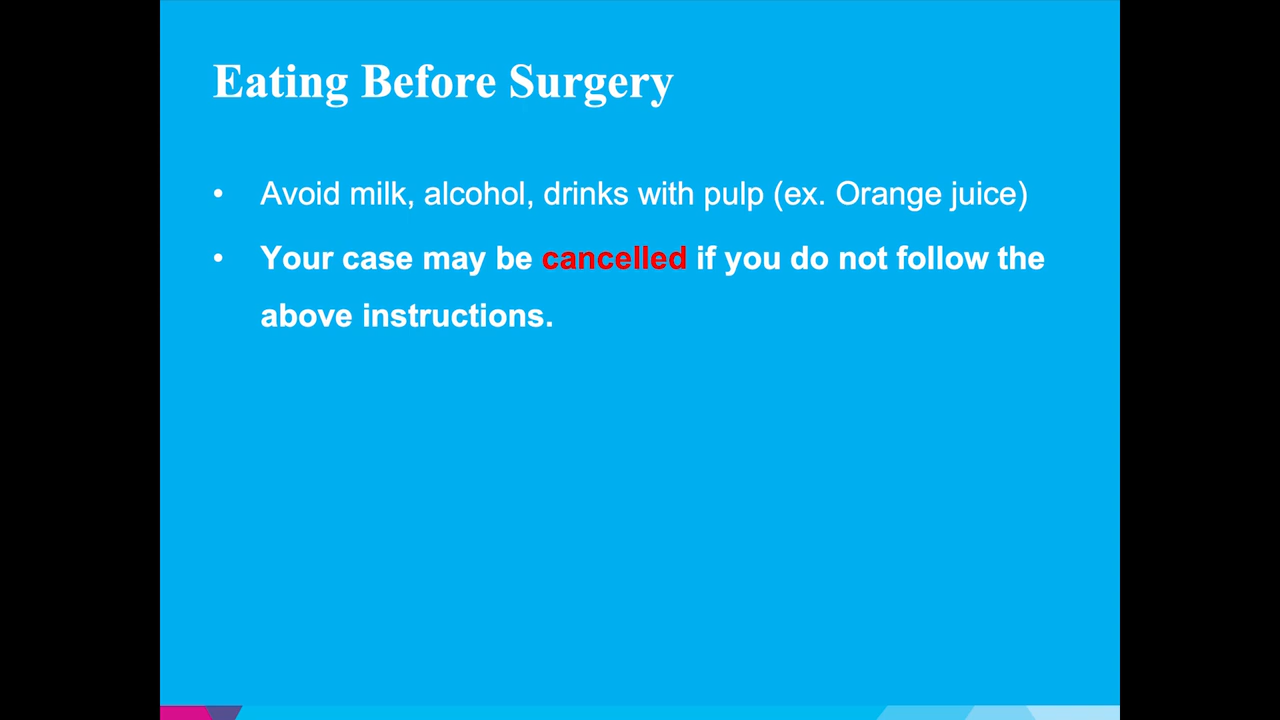 Eating Before Surgery
• Avoid milk, alcohol, drinks with pulp (ex. Orange juice)
• Your case may be cancelled if you do not follow the
above instructions.